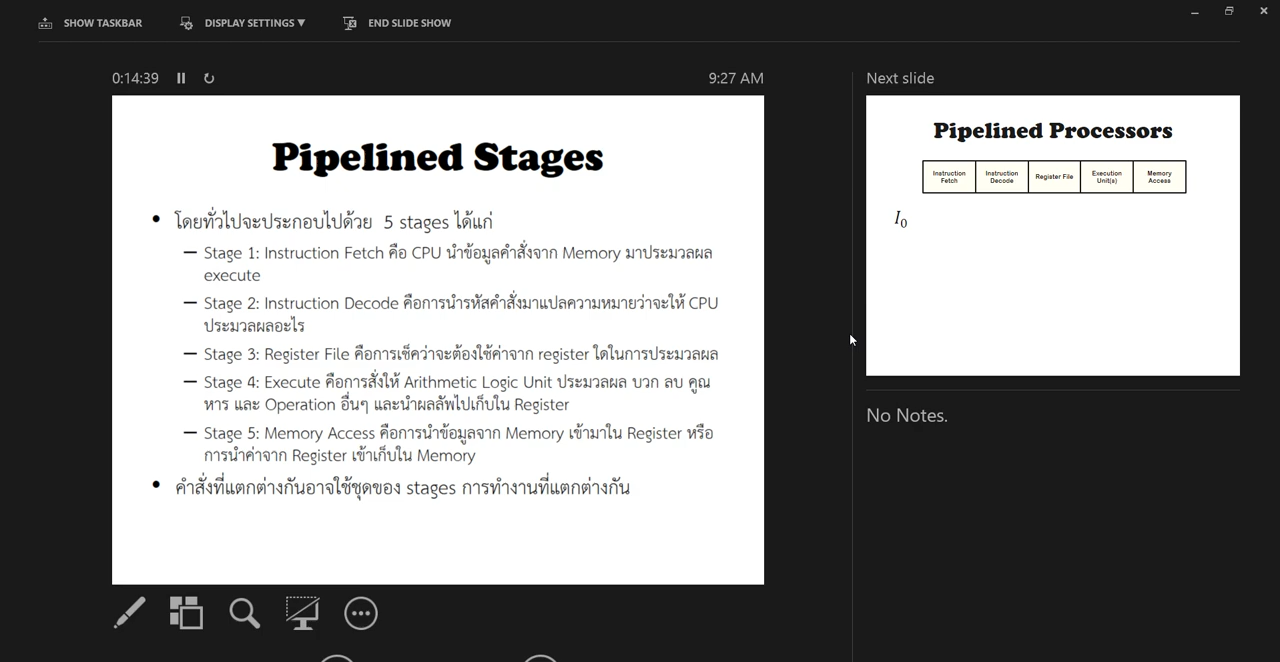 SHOW TASKBAR
DISPLAY SETTINGS ▼
END SLIDE SHOW
0:14:39
9:27 AM
Pipelined Stages
• โดยทั่วไปจะประกอบไปด้วย 5 stages ได้แก่
– Stage 1: Instruction Fetch คือ CPU นำข้อมูลคำสั่งจาก Memory มาประมวลผล
execute
– Stage 2: Instruction Decode คือการนำรหัสคำสั่งมาแปลความหมายว่าจะให้ CPU
ประมวลผลอะไร
– Stage 3: Register File คือการเช็คว่าจะต้องใช้ค่าจาก register ใดในการประมวลผล
– Stage 4: Execute คือการสั่งให้ Arithmetic Logic Unit ประมวลผล บวก ลบ คูณ
หาร และ Operation อื่นๆ และนำผลลัพไปเก็บใน Register
– Stage 5: Memory Access คือการนำข้อมูลจาก Memory เข้ามาใน Register หรือ
การนำค่าจาก Register เข้าเก็บใน Memory
• คำสั่งที่แตกต่างกันอาจใช้ชุดของ stages การทำงานที่แตกต่างกัน
Next slide
Pipelined Processors
Instruction Fetch
Instruction Decode
Register File
Execution Unit(s)
Memory Access
I₀
No Notes.